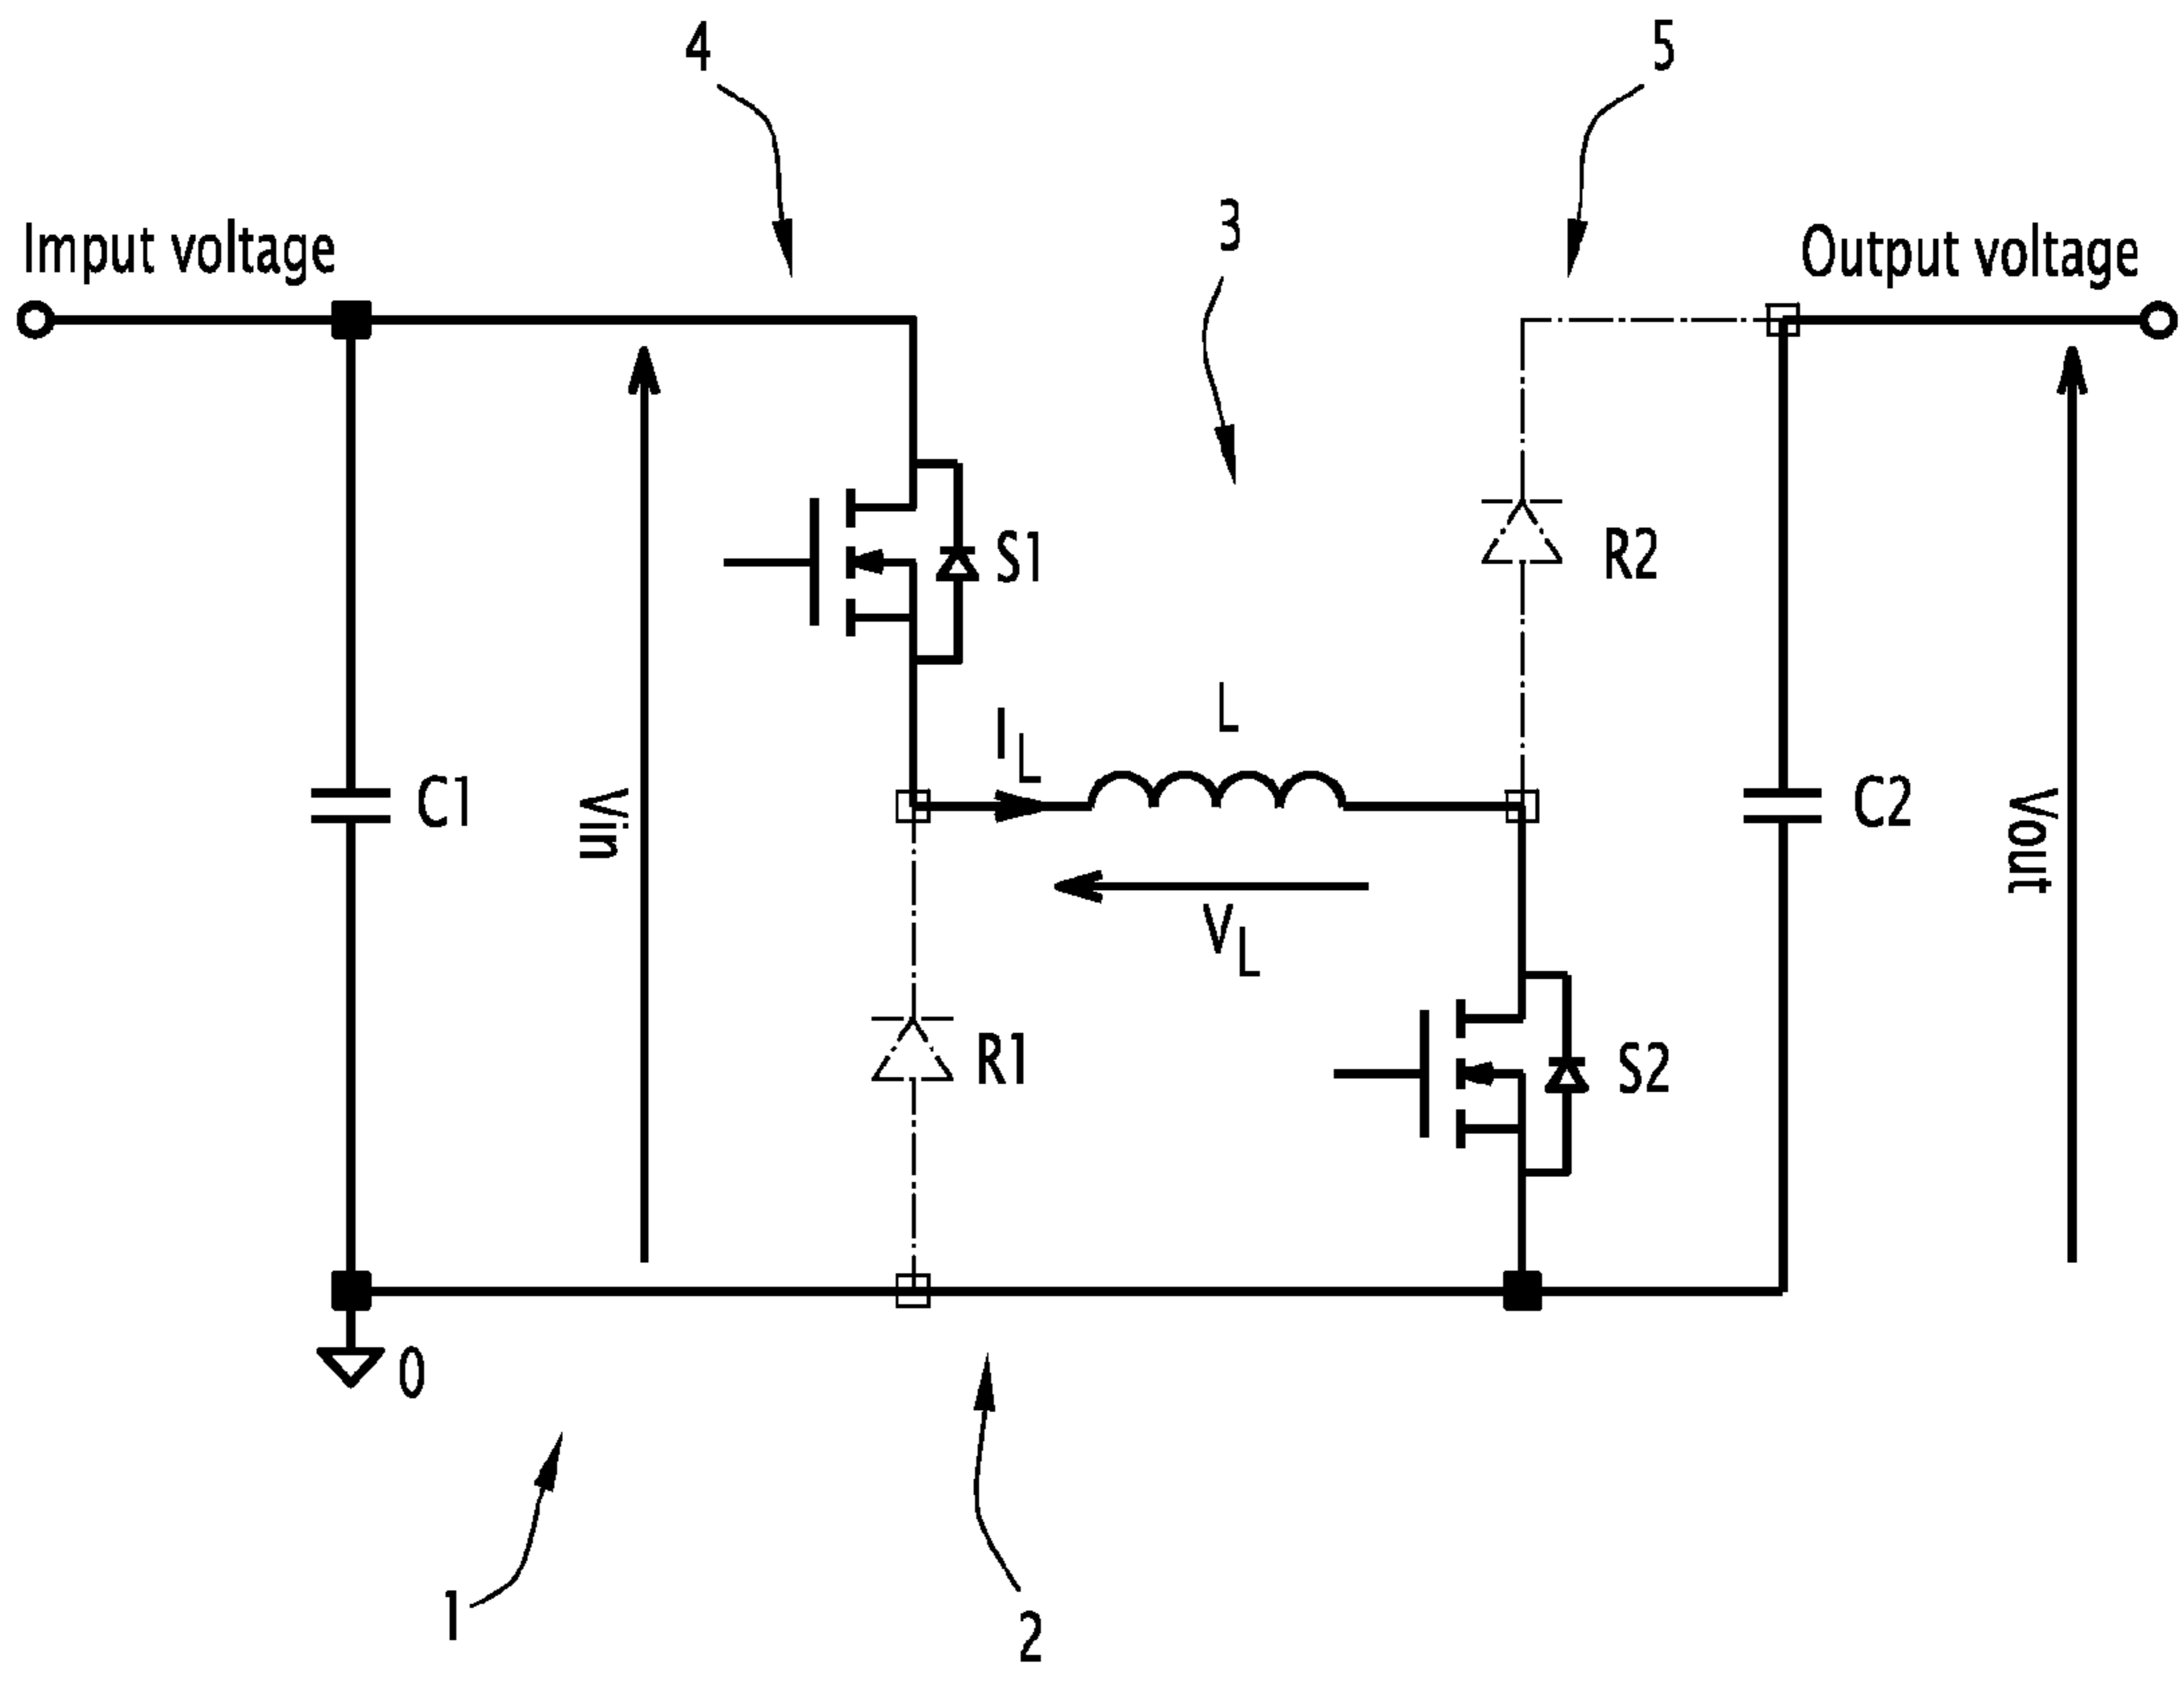 4
5
3
Imput voltage
Output voltage
S1
R2
L
IL
C1
Vin
C2
Vout
VL
R1
S2
0
1
2